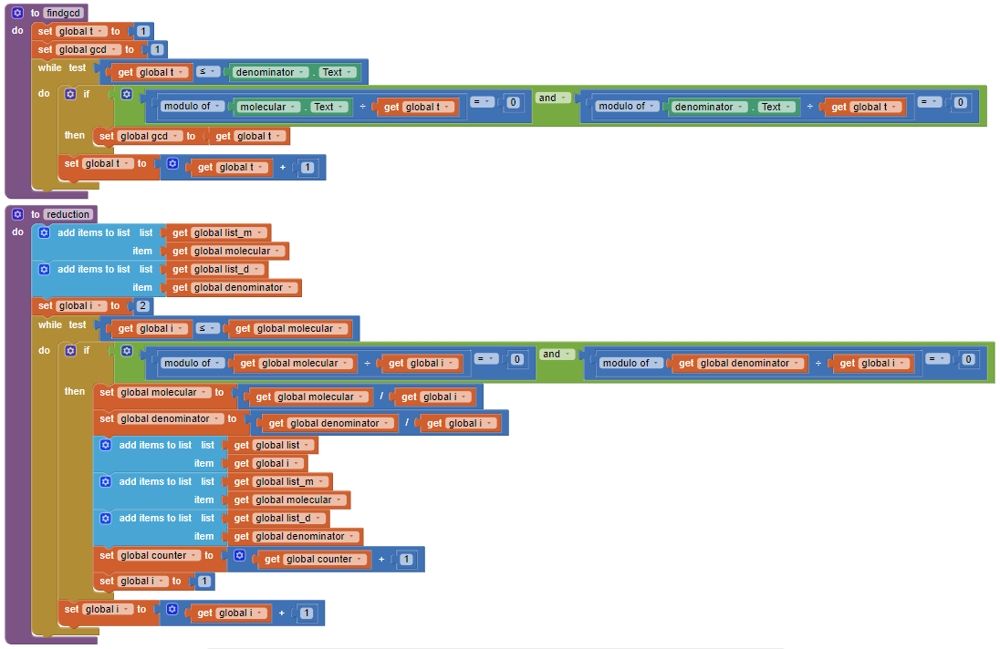 to findgcd
do set global t to 1
set global gcd to 1
while test get global t ≤ denominator . Text
do if modulo of molecular . Text ÷ get global t = 0 and modulo of denominator . Text ÷ get global t = 0
then set global gcd to get global t
set global t to get global t + 1
to reduction
do add items to list list get global list_m
item get global molecular
add items to list list get global list_d
item get global denominator
set global i to 2
while test get global i ≤ get global molecular
do if modulo of get global molecular ÷ get global i = 0 and modulo of get global denominator ÷ get global i = 0
then set global molecular to get global molecular / get global i
set global denominator to get global denominator / get global i
add items to list list get global list
item get global i
add items to list list get global list_m
item get global molecular
add items to list list get global list_d
item get global denominator
set global counter to get global counter + 1
set global i to 1
set global i to get global i + 1